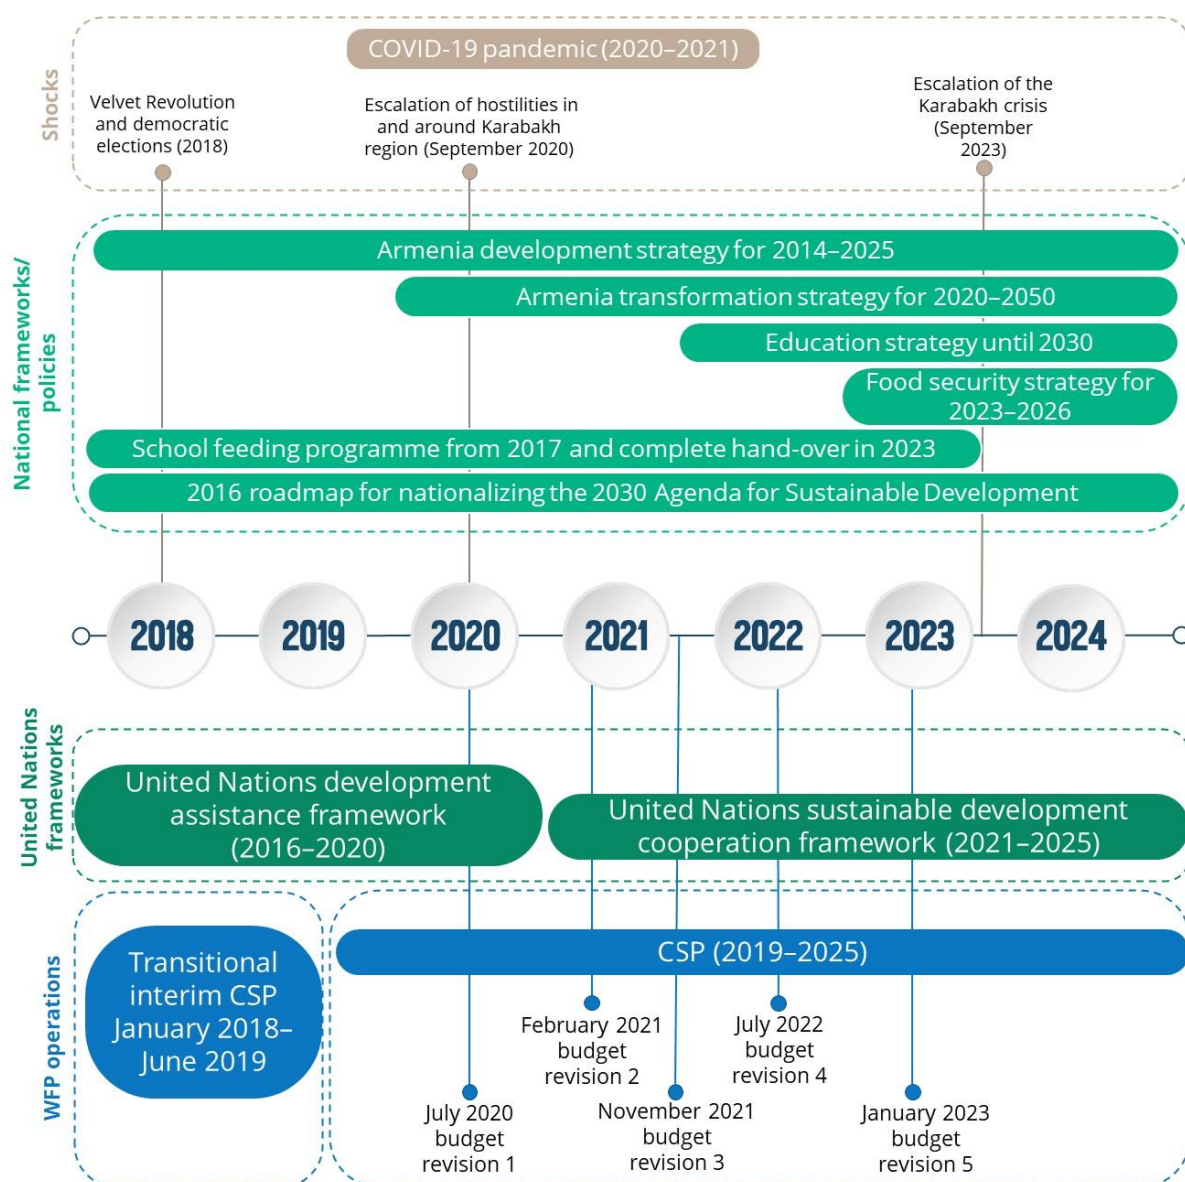 Shocks
COVID-19 pandemic (2020–2021)
Velvet Revolution
and democratic
elections (2018)
Escalation of hostilities in
and around Karabakh
region (September 2020)
Escalation of the
Karabakh crisis
(September
2023)
National frameworks/
policies
Armenia development strategy for 2014–2025
Armenia transformation strategy for 2020–2050
Education strategy until 2030
Food security strategy for
2023–2026
School feeding programme from 2017 and complete hand-over in 2023
2016 roadmap for nationalizing the 2030 Agenda for Sustainable Development
2018 2019 2020 2021 2022 2023 2024
United Nations
frameworks
United Nations development
assistance framework
(2016–2020)
United Nations sustainable development
cooperation framework (2021–2025)
WFP operations
Transitional
interim CSP
January 2018–
June 2019
CSP (2019–2025)
July 2020
budget
revision 1
February 2021
budget
revision 2
November 2021
budget
revision 3
July 2022
budget
revision 4
January 2023
budget
revision 5